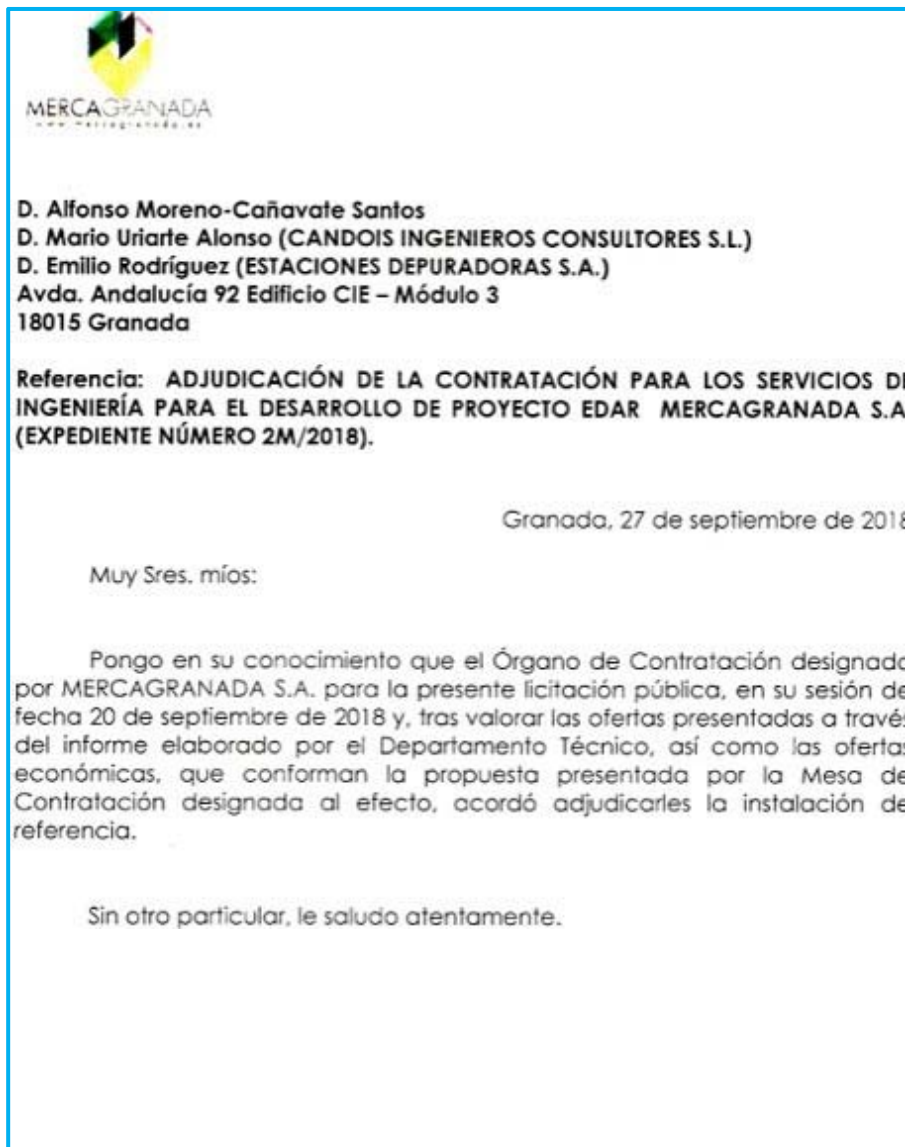 MERCAGRANADA
www.mercagranada.es
D. Alfonso Moreno-Cañavate Santos
D. Mario Uriarte Alonso (CANDOIS INGENIEROS CONSULTORES S.L.)
D. Emilio Rodríguez (ESTACIONES DEPURADORAS S.A.)
Avda. Andalucía 92 Edificio CIE – Módulo 3
18015 Granada
Referencia: ADJUDICACIÓN DE LA CONTRATACIÓN PARA LOS SERVICIOS DE
INGENIERÍA PARA EL DESARROLLO DE PROYECTO EDAR MERCAGRANADA S.A.
(EXPEDIENTE NÚMERO 2M/2018).
Granada, 27 de septiembre de 2018
Muy Sres. míos:
Pongo en su conocimiento que el Órgano de Contratación designado
por MERCAGRANADA S.A. para la presente licitación pública, en su sesión de
fecha 20 de septiembre de 2018 y, tras valorar las ofertas presentadas a través
del informe elaborado por el Departamento Técnico, así como las ofertas
económicas, que conforman la propuesta presentada por la Mesa de
Contratación designada al efecto, acordó adjudicarles la instalación de
referencia.
Sin otro particular, le saludo atentamente.